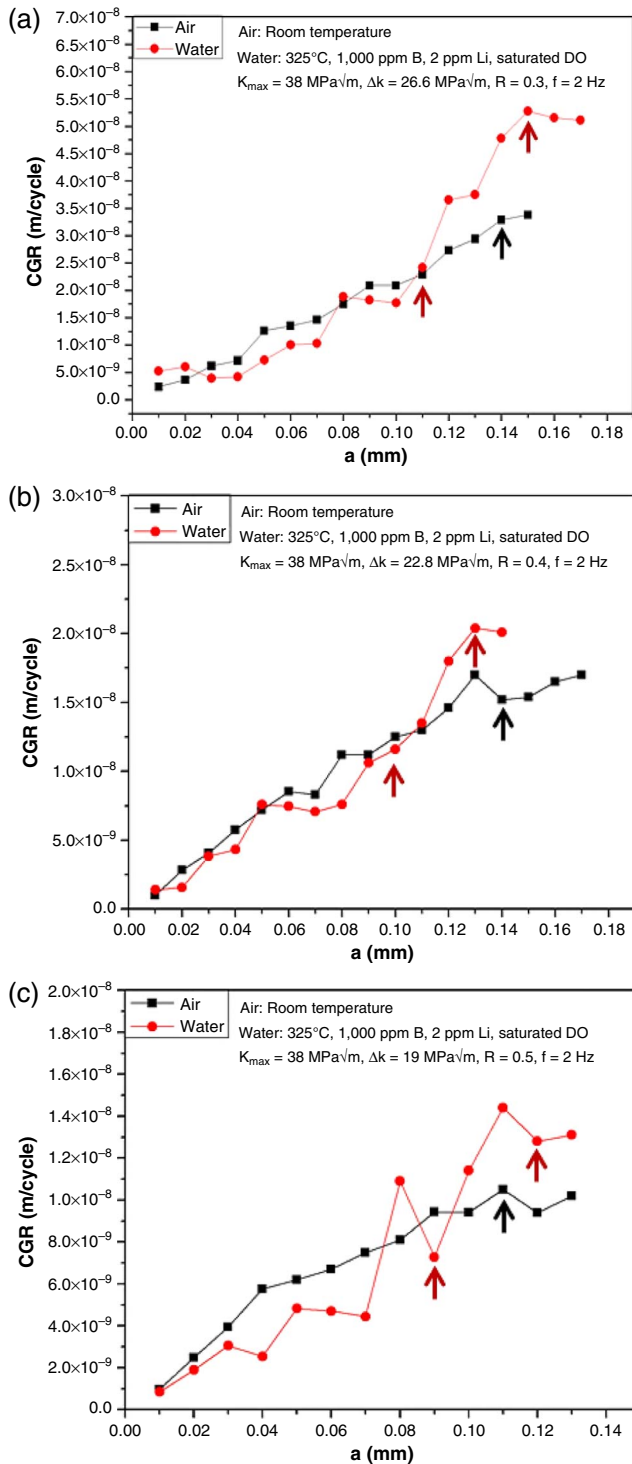 (a)
7.0×10⁻⁸
6.5×10⁻⁸
6.0×10⁻⁸
5.5×10⁻⁸
5.0×10⁻⁸
4.5×10⁻⁸
4.0×10⁻⁸
3.5×10⁻⁸
3.0×10⁻⁸
2.5×10⁻⁸
2.0×10⁻⁸
1.5×10⁻⁸
1.0×10⁻⁸
5.0×10⁻⁹
0.0
CGR (m/cycle)
Air
Water
Air: Room temperature
Water: 325°C, 1,000 ppm B, 2 ppm Li, saturated DO
Kmax = 38 MPa√m, Δk = 26.6 MPa√m, R = 0.3, f = 2 Hz
0.00 0.02 0.04 0.06 0.08 0.10 0.12 0.14 0.16 0.18
a (mm)
(b)
3.0×10⁻⁸
2.5×10⁻⁸
2.0×10⁻⁸
1.5×10⁻⁸
1.0×10⁻⁸
5.0×10⁻⁹
0.0
CGR (m/cycle)
Air
Water
Air: Room temperature
Water: 325°C, 1,000 ppm B, 2 ppm Li, saturated DO
Kmax = 38 MPa√m, Δk = 22.8 MPa√m, R = 0.4, f = 2 Hz
0.00 0.02 0.04 0.06 0.08 0.10 0.12 0.14 0.16 0.18
a (mm)
(c)
2.0×10⁻⁸
1.8×10⁻⁸
1.6×10⁻⁸
1.4×10⁻⁸
1.2×10⁻⁸
1.0×10⁻⁸
8.0×10⁻⁹
6.0×10⁻⁹
4.0×10⁻⁹
2.0×10⁻⁹
0.0
CGR (m/cycle)
Air
Water
Air: Room temperature
Water: 325°C, 1,000 ppm B, 2 ppm Li, saturated DO
Kmax = 38 MPa√m, Δk = 19 MPa√m, R = 0.5, f = 2 Hz
0.00 0.02 0.04 0.06 0.08 0.10 0.12 0.14
a (mm)